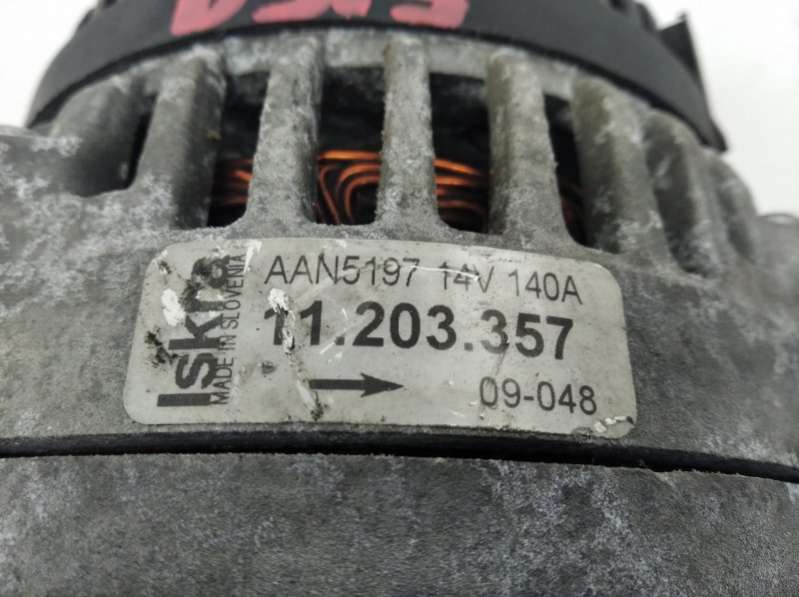 Iskra
MADE IN SLOVENIA
AAN5197 14V 140A
11.203.357
09-048